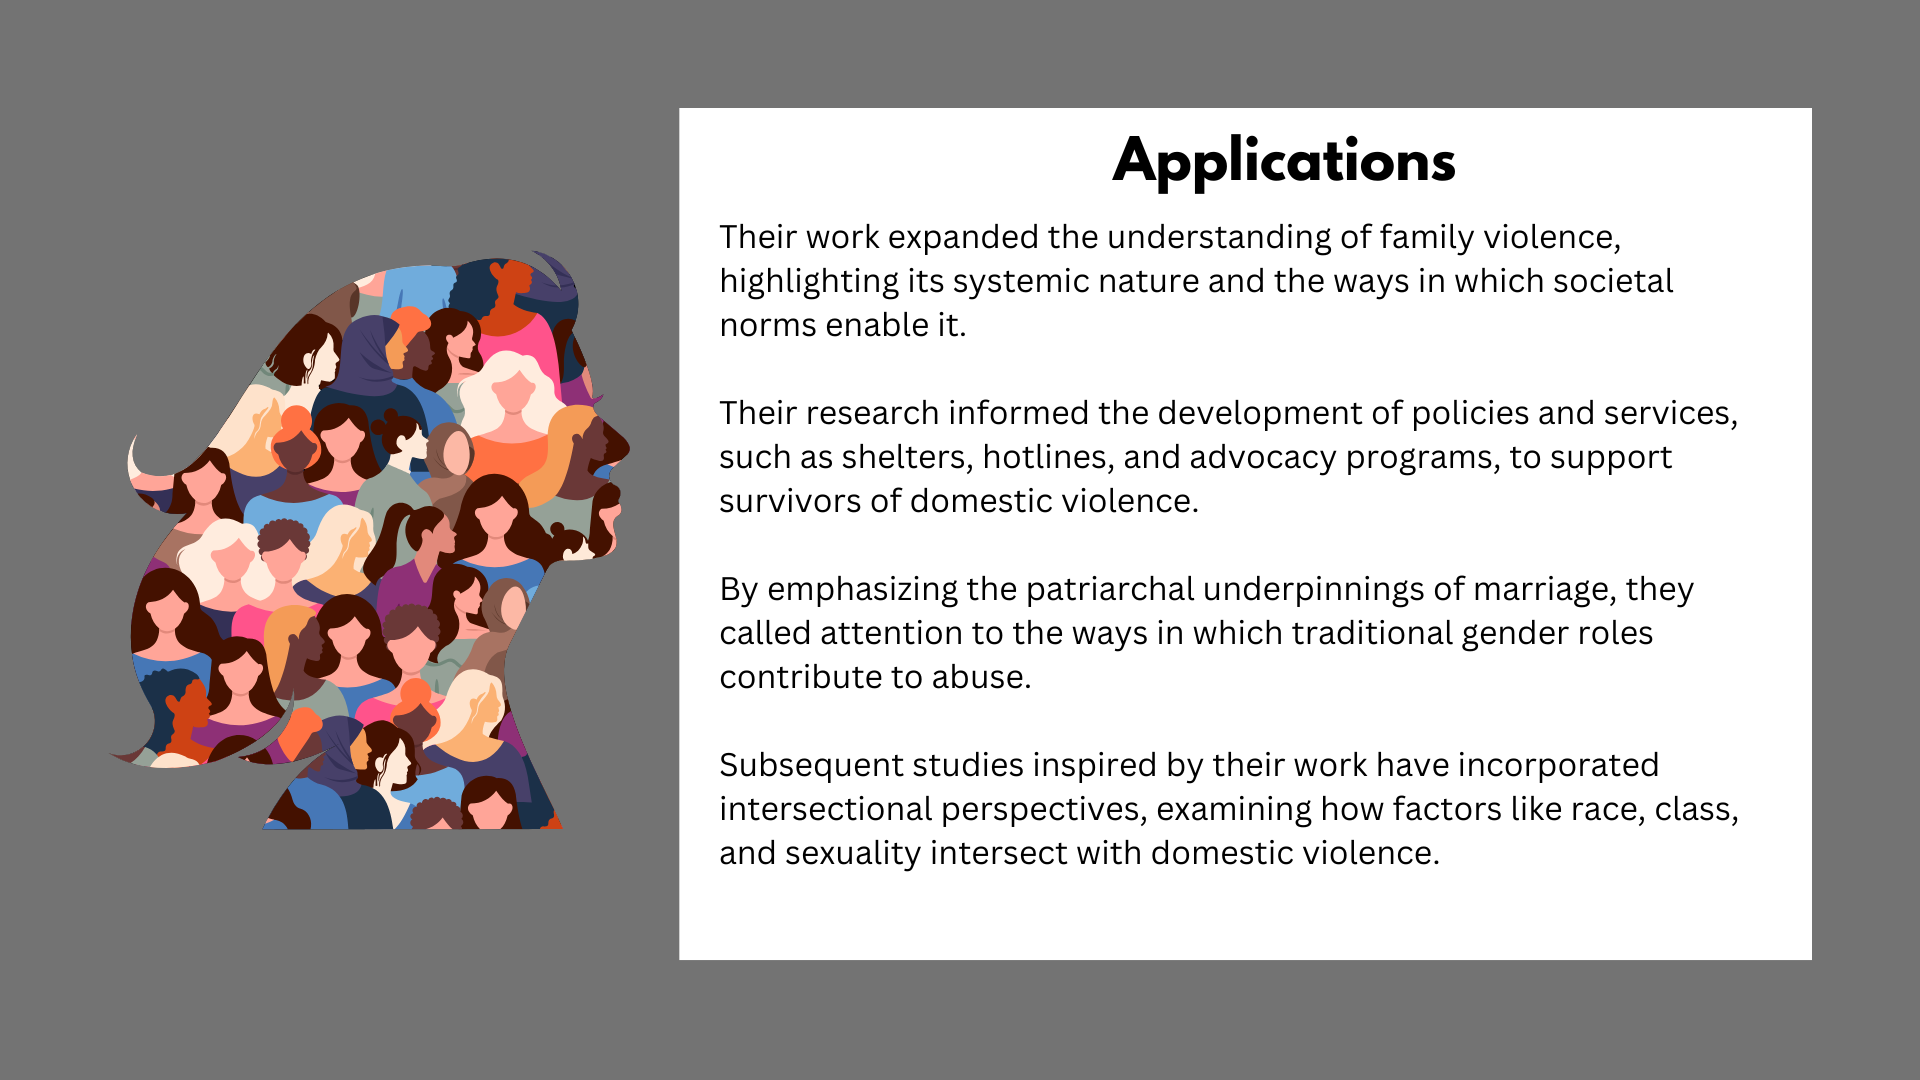 Applications
Their work expanded the understanding of family violence,
highlighting its systemic nature and the ways in which societal
norms enable it.
Their research informed the development of policies and services,
such as shelters, hotlines, and advocacy programs, to support
survivors of domestic violence.
By emphasizing the patriarchal underpinnings of marriage, they
called attention to the ways in which traditional gender roles
contribute to abuse.
Subsequent studies inspired by their work have incorporated
intersectional perspectives, examining how factors like race, class,
and sexuality intersect with domestic violence.